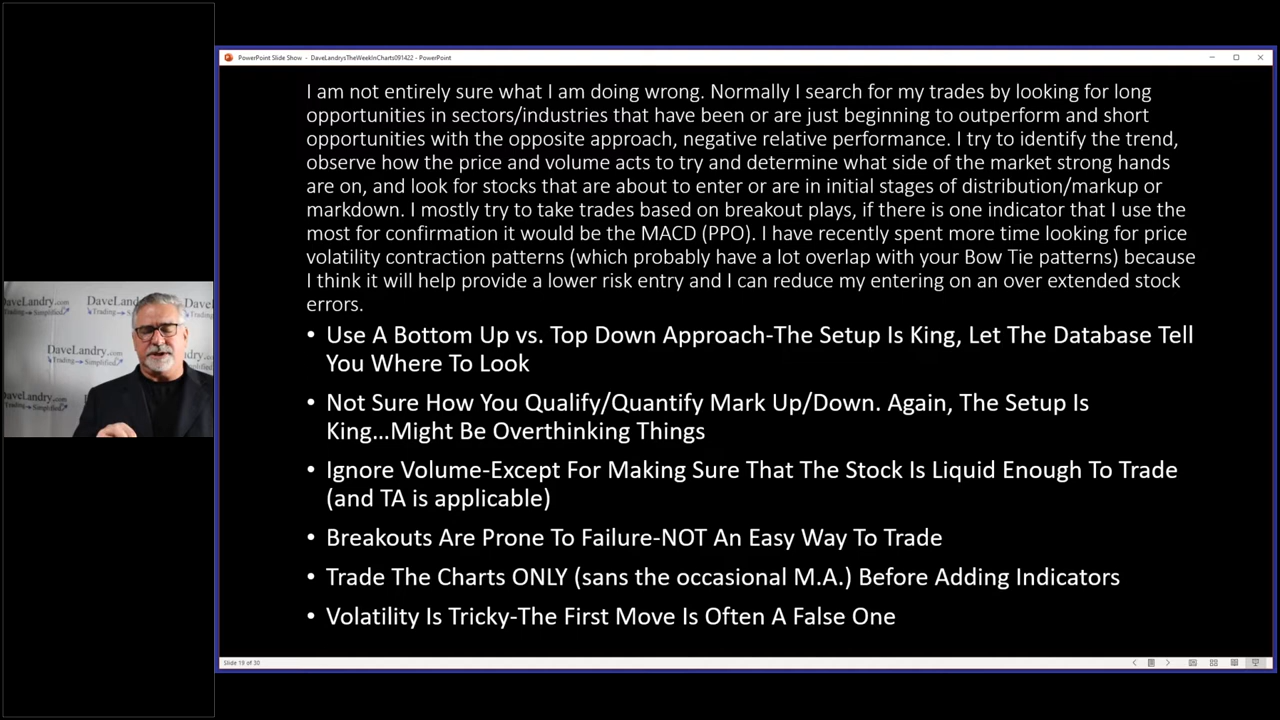 PowerPoint Slide Show - DaveLandrysTheWeekInCharts091422 - PowerPoint
I am not entirely sure what I am doing wrong. Normally I search for my trades by looking for long
opportunities in sectors/industries that have been or are just beginning to outperform and short
opportunities with the opposite approach, negative relative performance. I try to identify the trend,
observe how the price and volume acts to try and determine what side of the market strong hands
are on, and look for stocks that are about to enter or are in initial stages of distribution/markup or
markdown. I mostly try to take trades based on breakout plays, if there is one indicator that I use the
most for confirmation it would be the MACD (PPO). I have recently spent more time looking for price
volatility contraction patterns (which probably have a lot overlap with your Bow Tie patterns) because
I think it will help provide a lower risk entry and I can reduce my entering on an over extended stock
errors.
• Use A Bottom Up vs. Top Down Approach-The Setup Is King, Let The Database Tell
You Where To Look
• Not Sure How You Qualify/Quantify Mark Up/Down. Again, The Setup Is
King...Might Be Overthinking Things
• Ignore Volume-Except For Making Sure That The Stock Is Liquid Enough To Trade
(and TA is applicable)
• Breakouts Are Prone To Failure-NOT An Easy Way To Trade
• Trade The Charts ONLY (sans the occasional M.A.) Before Adding Indicators
• Volatility Is Tricky-The First Move Is Often A False One
Slide 19 of 30
DaveLandry.com
Trading Simplified
DaveLandry.com
DaveLandry.com
Trading Simplified